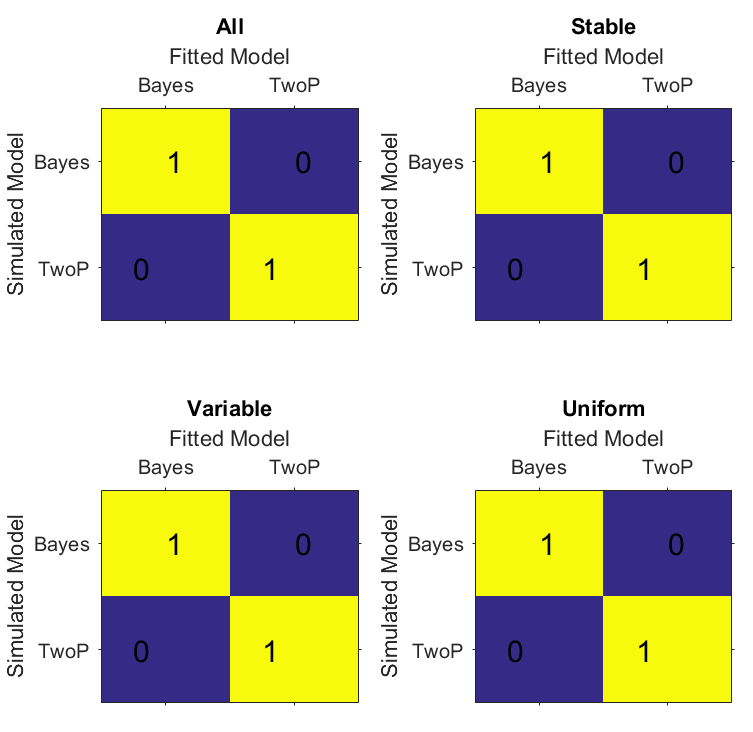 All
Fitted Model
Bayes TwoP
Simulated Model
Bayes 1 0
TwoP 0 1
Stable
Fitted Model
Bayes TwoP
Simulated Model
Bayes 1 0
TwoP 0 1
Variable
Fitted Model
Bayes TwoP
Simulated Model
Bayes 1 0
TwoP 0 1
Uniform
Fitted Model
Bayes TwoP
Simulated Model
Bayes 1 0
TwoP 0 1